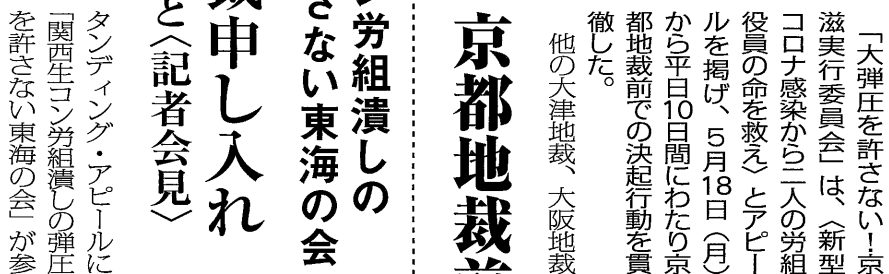 「大弾圧を許さない！京
滋実行委員会」は、〈新型
コロナ感染から二人の労組
役員の命を救え〉とアピー
ルを掲げ、５月18日（月）
から平日10日間にわたり京
都地裁前での決起行動を貫
徹した。
他の大津地裁、大阪地裁
京都地裁前
ン労組潰しの
さない東海の会
申し入れ
と〈記者会見〉
タンディング・アピールに
「関西生コン労組潰しの弾圧
を許さない東海の会」が参